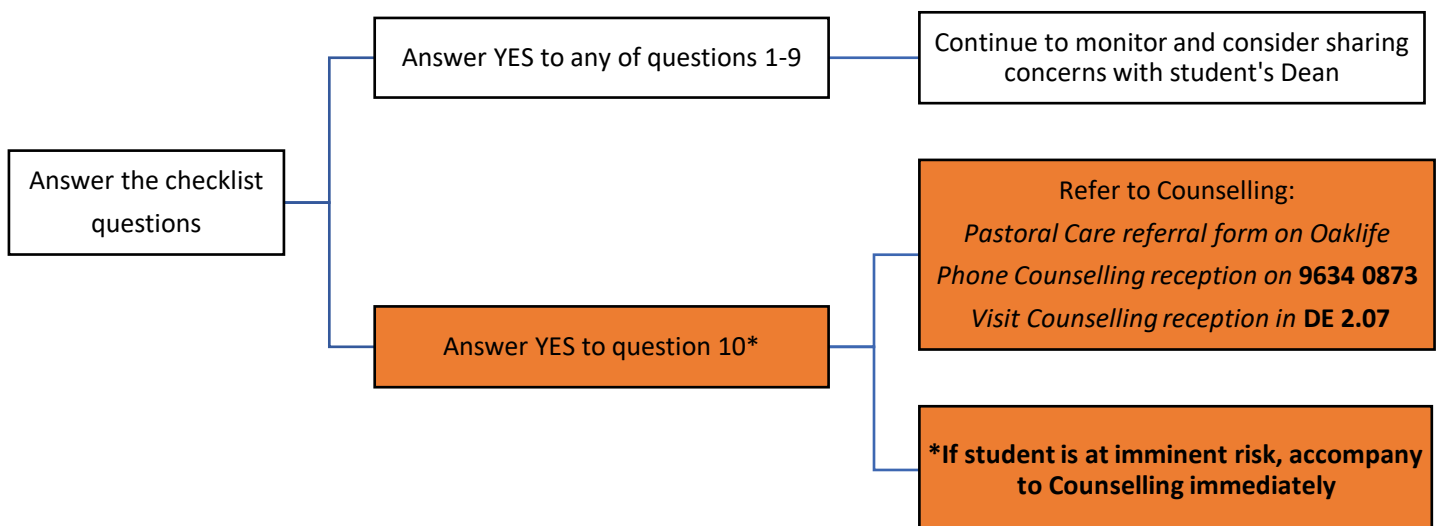 Answer the checklist
questions
Answer YES to any of questions 1-9
Continue to monitor and consider sharing
concerns with student's Dean
Answer YES to question 10*
Refer to Counselling:
Pastoral Care referral form on Oaklife
Phone Counselling reception on 9634 0873
Visit Counselling reception in DE 2.07
*If student is at imminent risk, accompany
to Counselling immediately